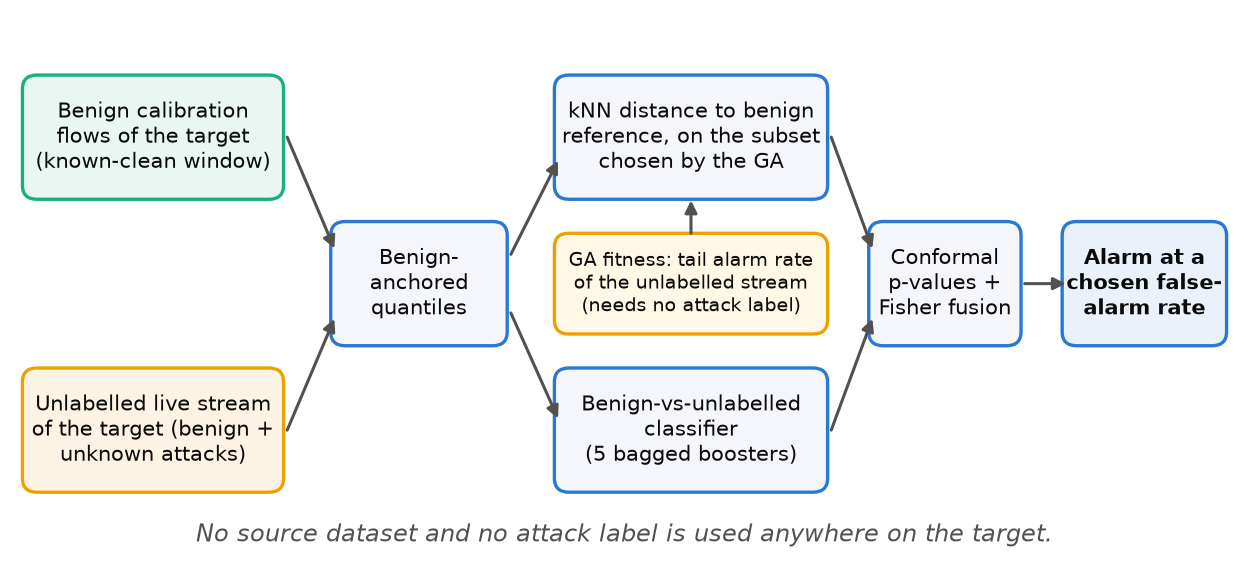 Benign calibration
flows of the target
(known-clean window)
Unlabelled live stream
of the target (benign +
unknown attacks)
Benign-
anchored
quantiles
kNN distance to benign
reference, on the subset
chosen by the GA
GA fitness: tail alarm rate
of the unlabelled stream
(needs no attack label)
Benign-vs-unlabelled
classifier
(5 bagged boosters)
Conformal
p-values +
Fisher fusion
Alarm at a
chosen false-
alarm rate
No source dataset and no attack label is used anywhere on the target.